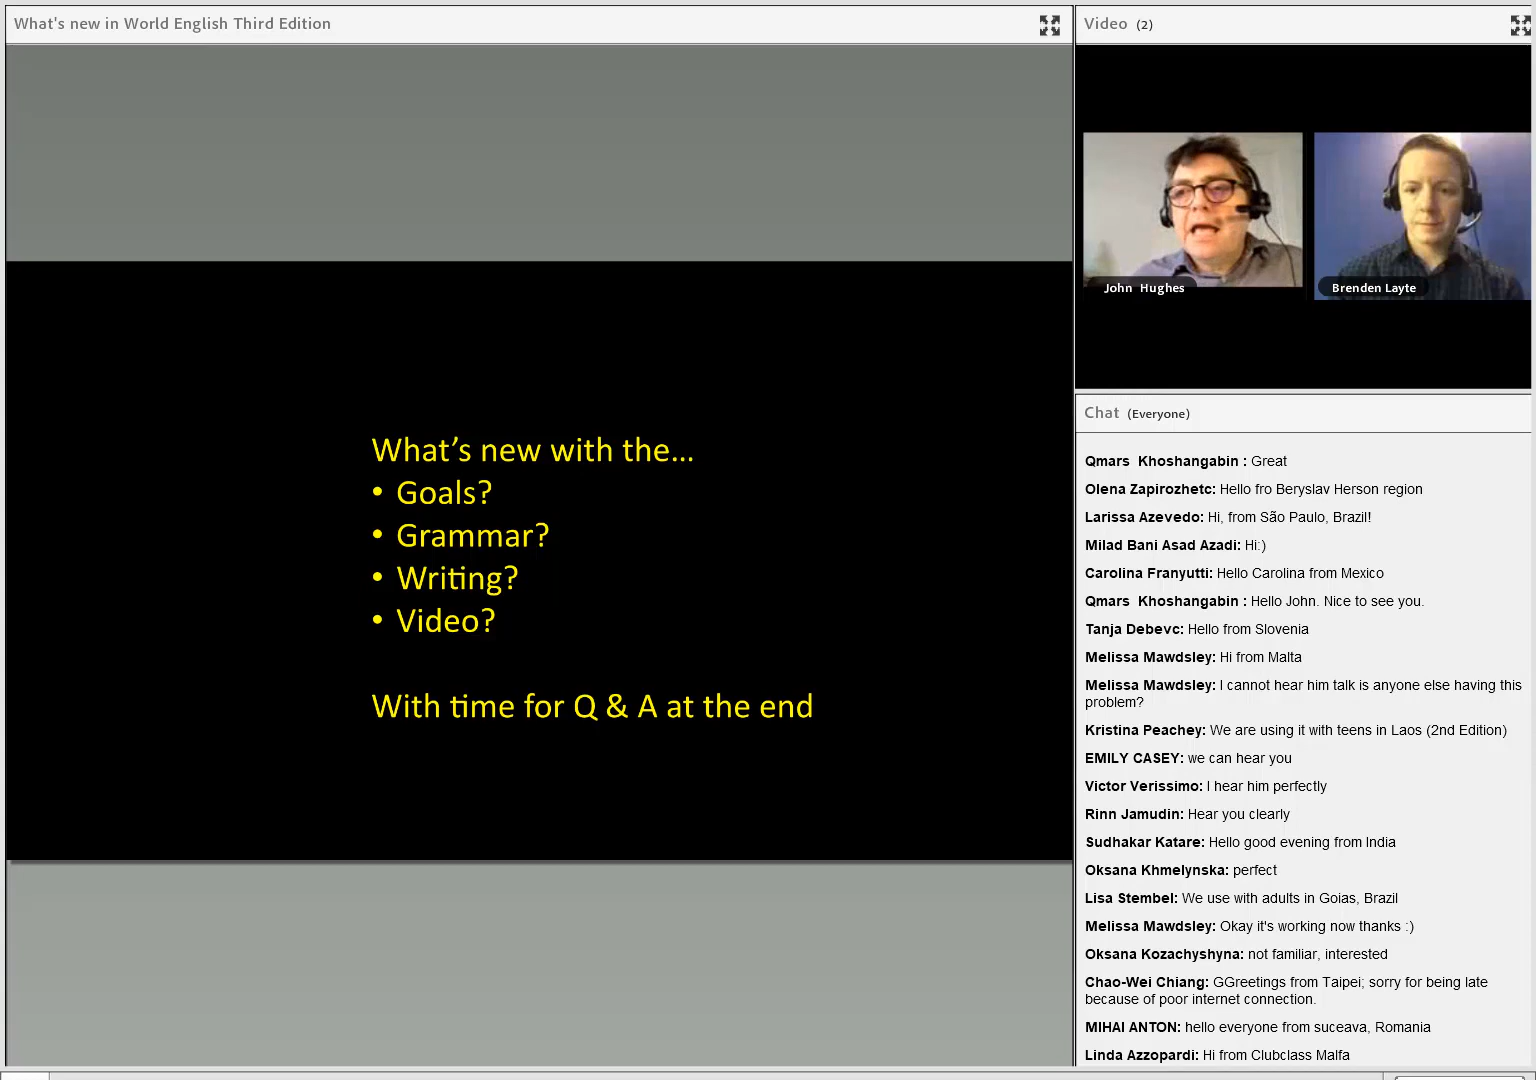 What's new in World English Third Edition
Video (2)
John Hughes
Brenden Layte
What’s new with the...
• Goals?
• Grammar?
• Writing?
• Video?
With time for Q & A at the end
Chat (Everyone)
Qmars Khoshangabin : Great
Olena Zapirozhetc: Hello fro Beryslav Herson region
Larissa Azevedo: Hi, from São Paulo, Brazil!
Milad Bani Asad Azadi: Hi:)
Carolina Franyutti: Hello Carolina from Mexico
Qmars Khoshangabin : Hello John. Nice to see you.
Tanja Debevc: Hello from Slovenia
Melissa Mawdsley: Hi from Malta
Melissa Mawdsley: I cannot hear him talk is anyone else having this
problem?
Kristina Peachey: We are using it with teens in Laos (2nd Edition)
EMILY CASEY: we can hear you
Victor Verissimo: I hear him perfectly
Rinn Jamudin: Hear you clearly
Sudhakar Katare: Hello good evening from India
Oksana Khmelynska: perfect
Lisa Stembel: We use with adults in Goias, Brazil
Melissa Mawdsley: Okay it's working now thanks :)
Oksana Kozachyshyna: not familiar, interested
Chao-Wei Chiang: GGreetings from Taipei; sorry for being late
because of poor internet connection.
MIHAI ANTON: hello everyone from suceava, Romania
Linda Azzopardi: Hi from Clubclass Malfa